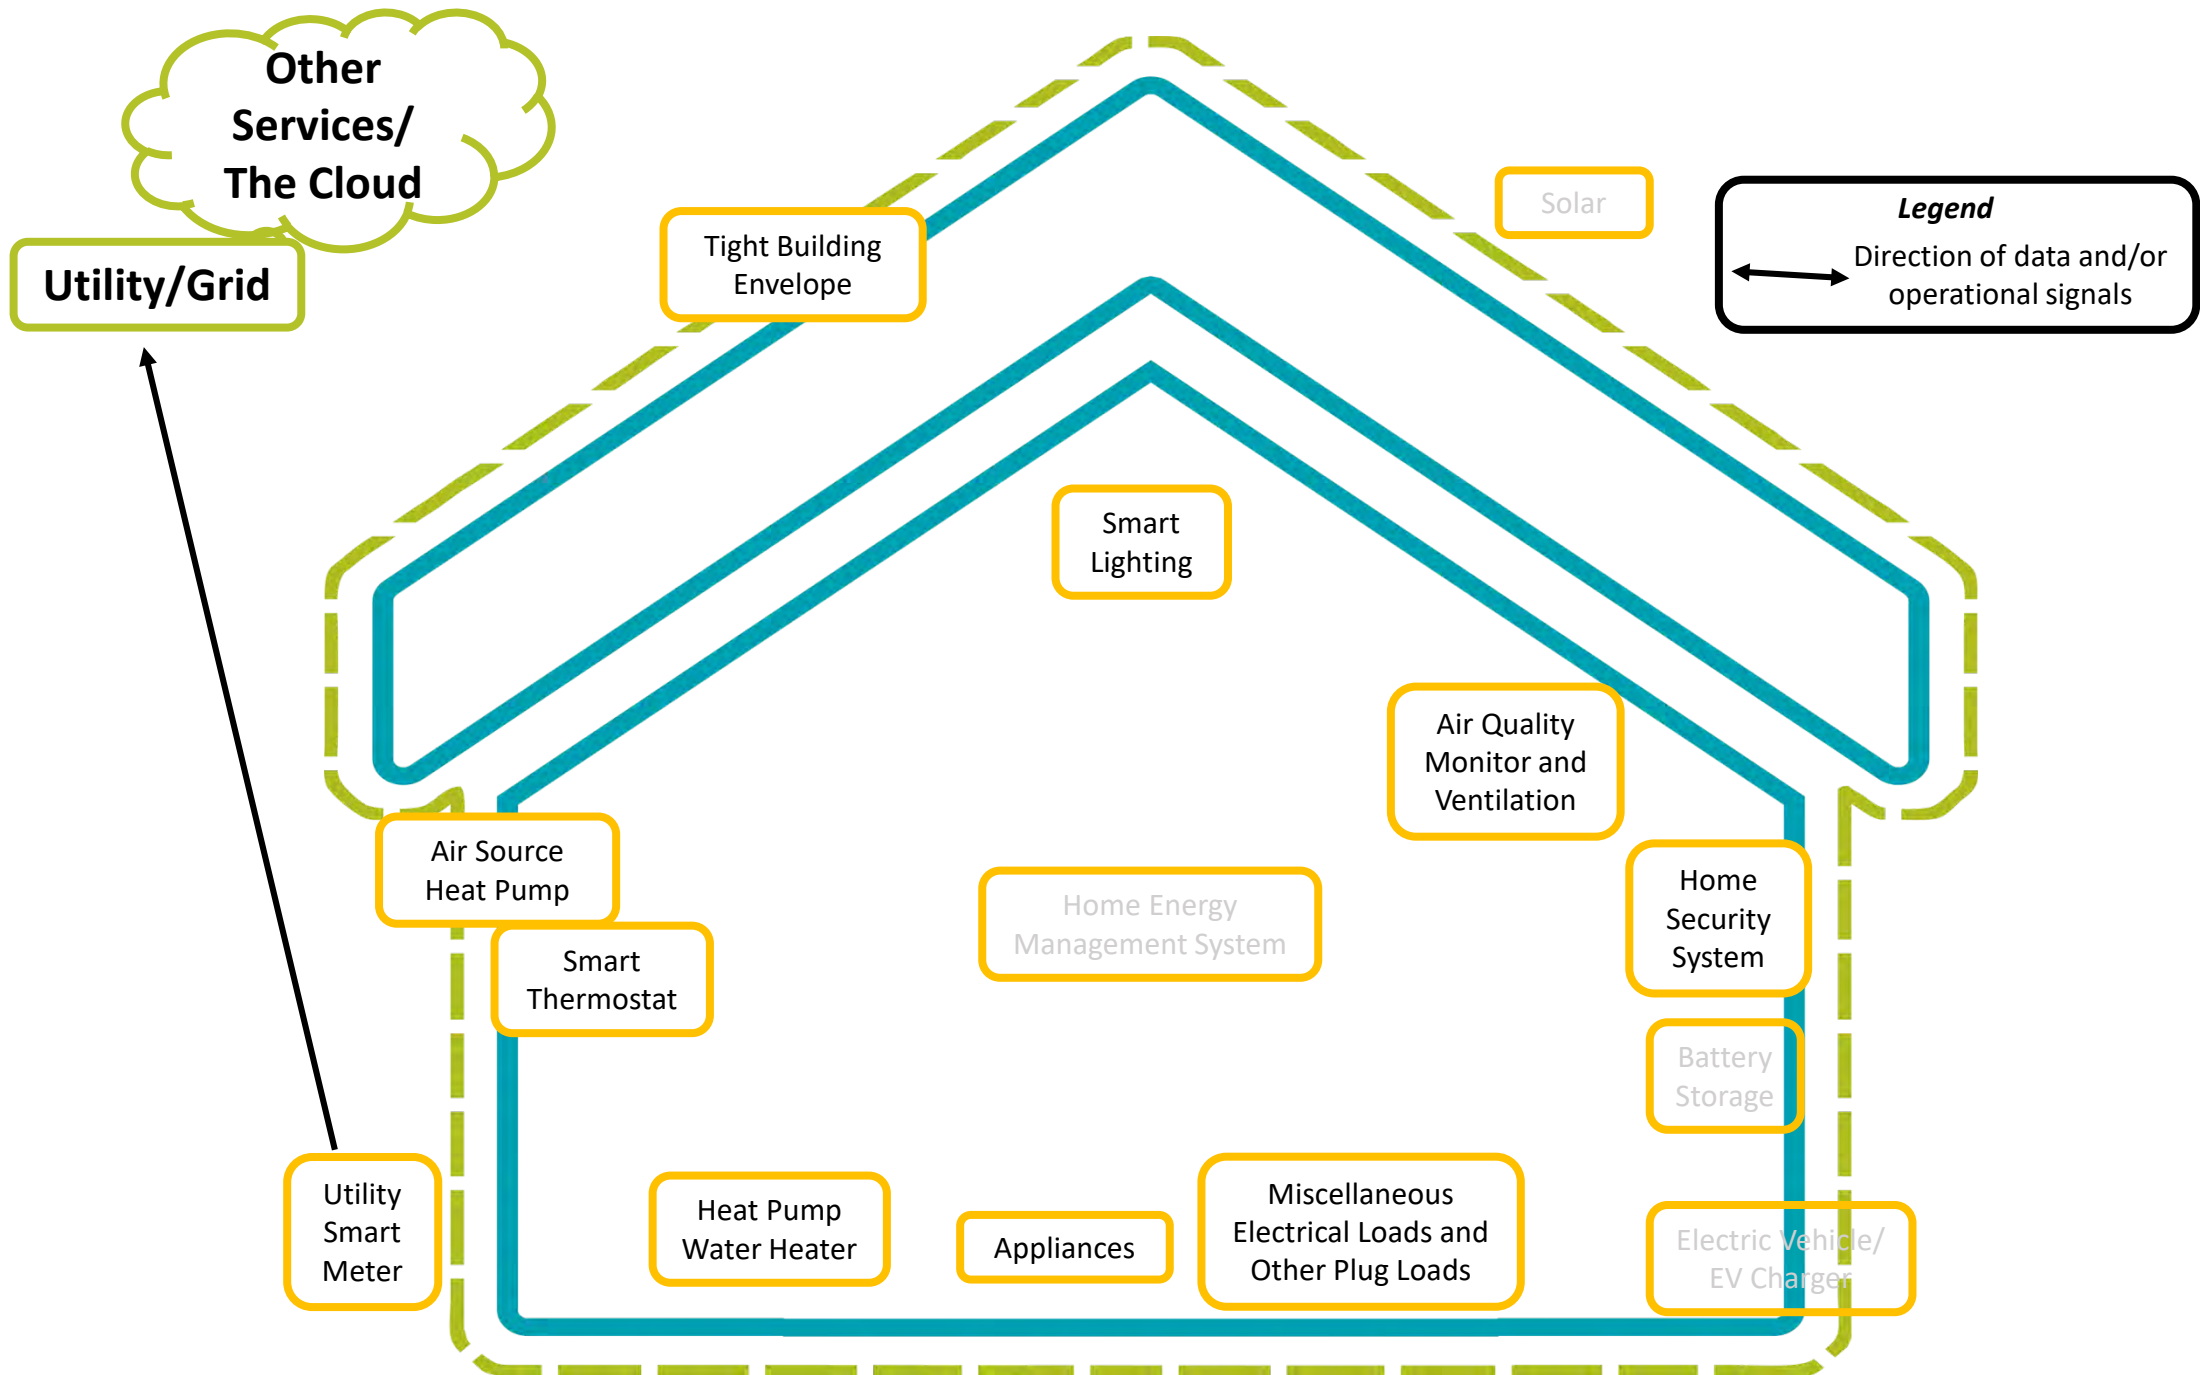 Other
Services/
The Cloud
Utility/Grid
Tight Building
Envelope
Solar
Legend
Direction of data and/or
operational signals
Smart
Lighting
Air Quality
Monitor and
Ventilation
Air Source
Heat Pump
Home
Security
System
Home Energy
Management System
Smart
Thermostat
Battery
Storage
Utility
Smart
Meter
Heat Pump
Water Heater
Appliances
Miscellaneous
Electrical Loads and
Other Plug Loads
Electric Vehicle/
EV Charger